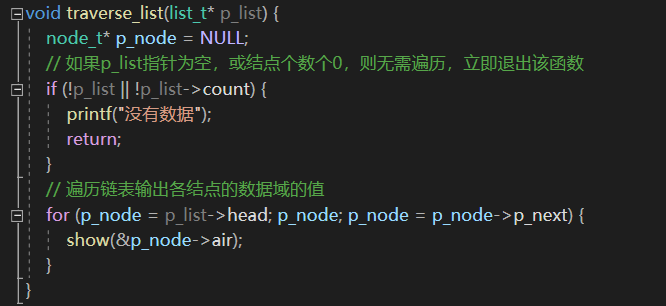 void traverse_list(list_t* p_list) {
node_t* p_node = NULL;
// 如果p_list指针为空，或结点个数个0，则无需遍历，立即退出该函数
if (!p_list || !p_list->count) {
printf("没有数据");
return;
}
// 遍历链表输出各结点的数据域的值
for (p_node = p_list->head; p_node; p_node = p_node->p_next) {
show(&p_node->air);
}
}